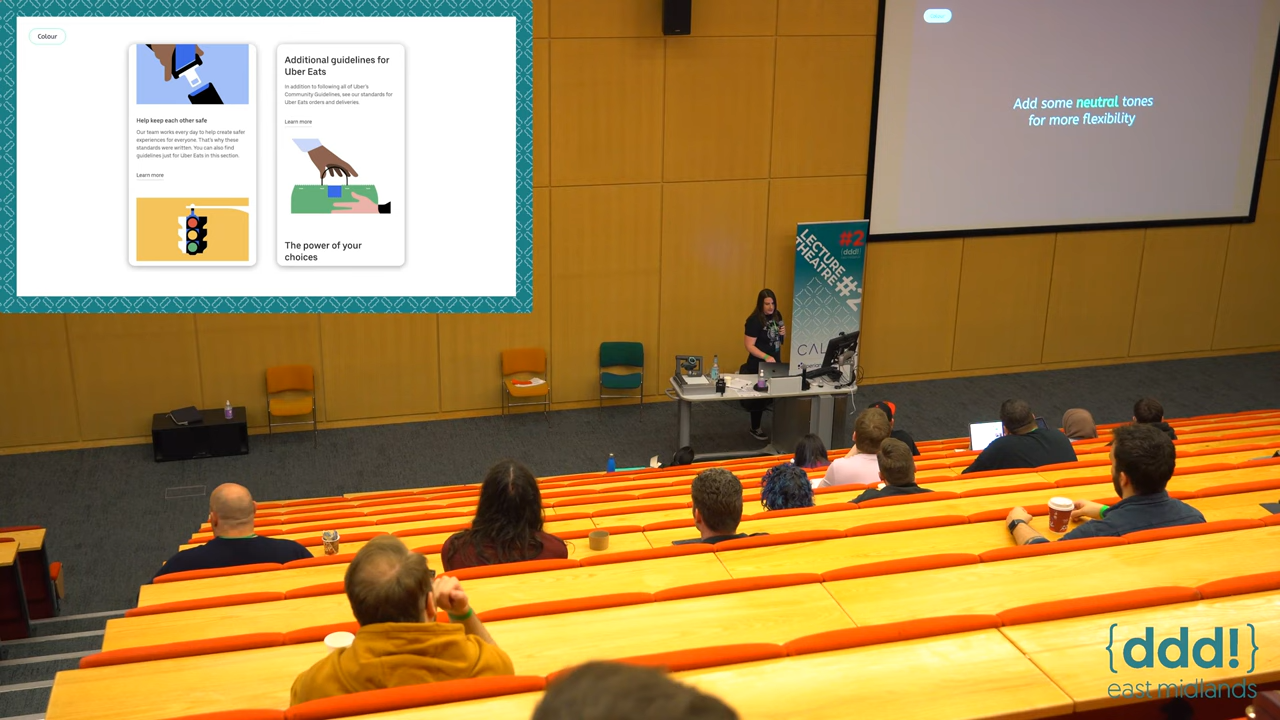 Colour
Help keep each other safe
Our team works every day to help create safer
experiences for everyone. That's why these
standards were written. You can also find
guidelines just for Uber Eats in this section.
Learn more
Additional guidelines for
Uber Eats
In addition to following all of Uber's
Community Guidelines, see our standards for
Uber Eats orders and deliveries.
Learn more
The power of your
choices
Add some neutral tones
for more flexibility
#2
{ddd!}
LECTURE
THEATRE
#2
{ddd!}
east midlands